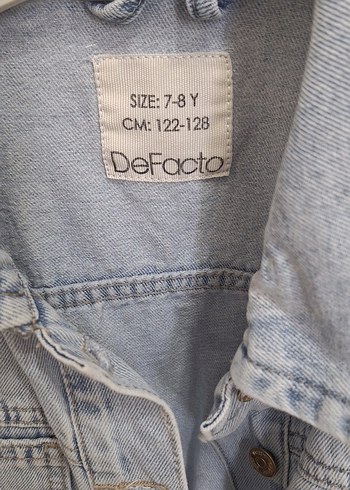 SIZE: 7-8 Y
CM: 122-128
DeFacto